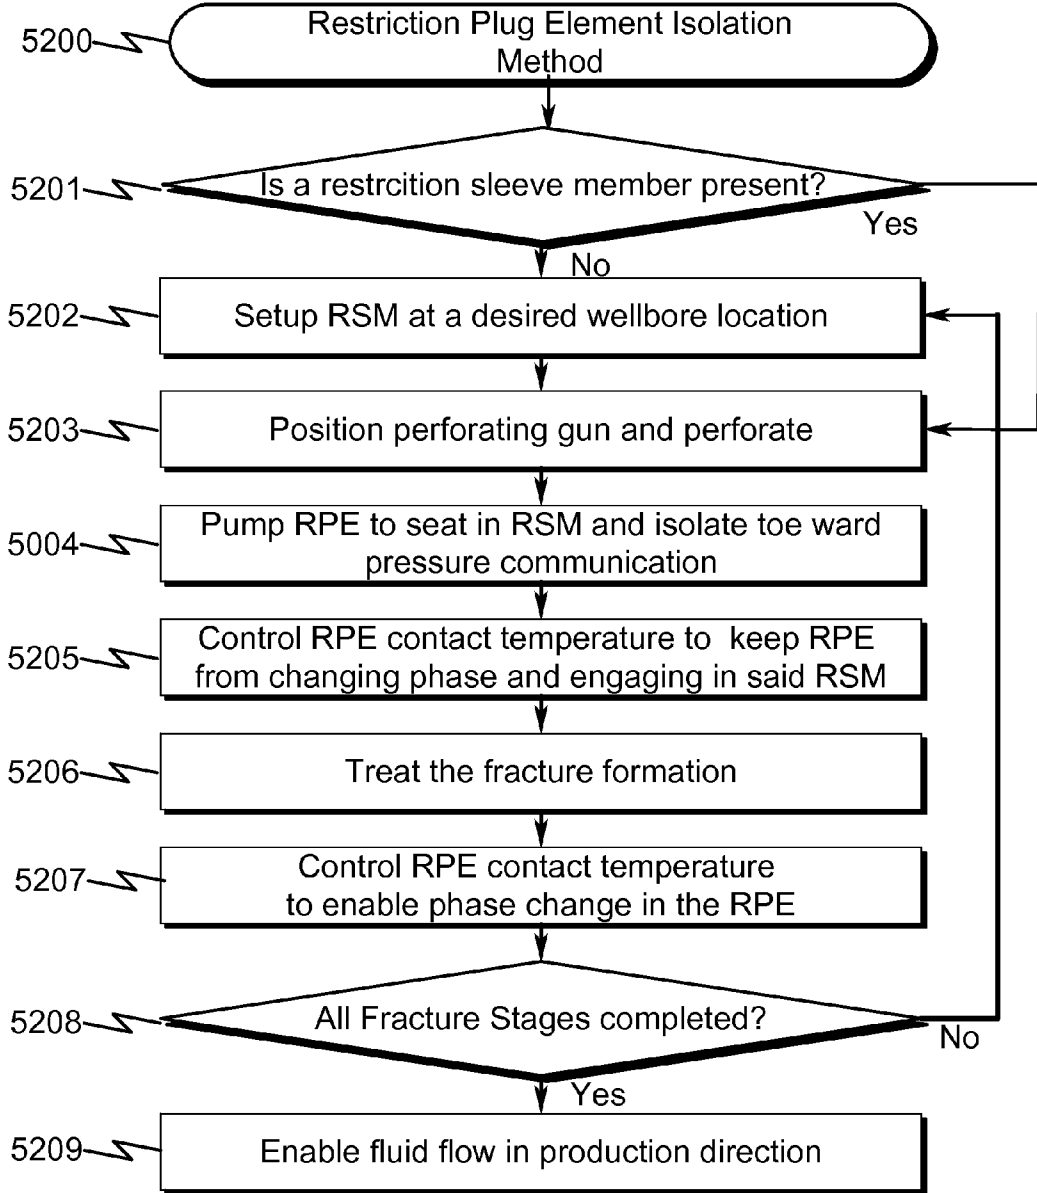 5200
Restriction Plug Element Isolation
Method
5201
Is a restrcition sleeve member present?
Yes
No
5202
Setup RSM at a desired wellbore location
5203
Position perforating gun and perforate
5004
Pump RPE to seat in RSM and isolate toe ward
pressure communication
5205
Control RPE contact temperature to keep RPE
from changing phase and engaging in said RSM
5206
Treat the fracture formation
5207
Control RPE contact temperature
to enable phase change in the RPE
5208
All Fracture Stages completed?
No
Yes
5209
Enable fluid flow in production direction